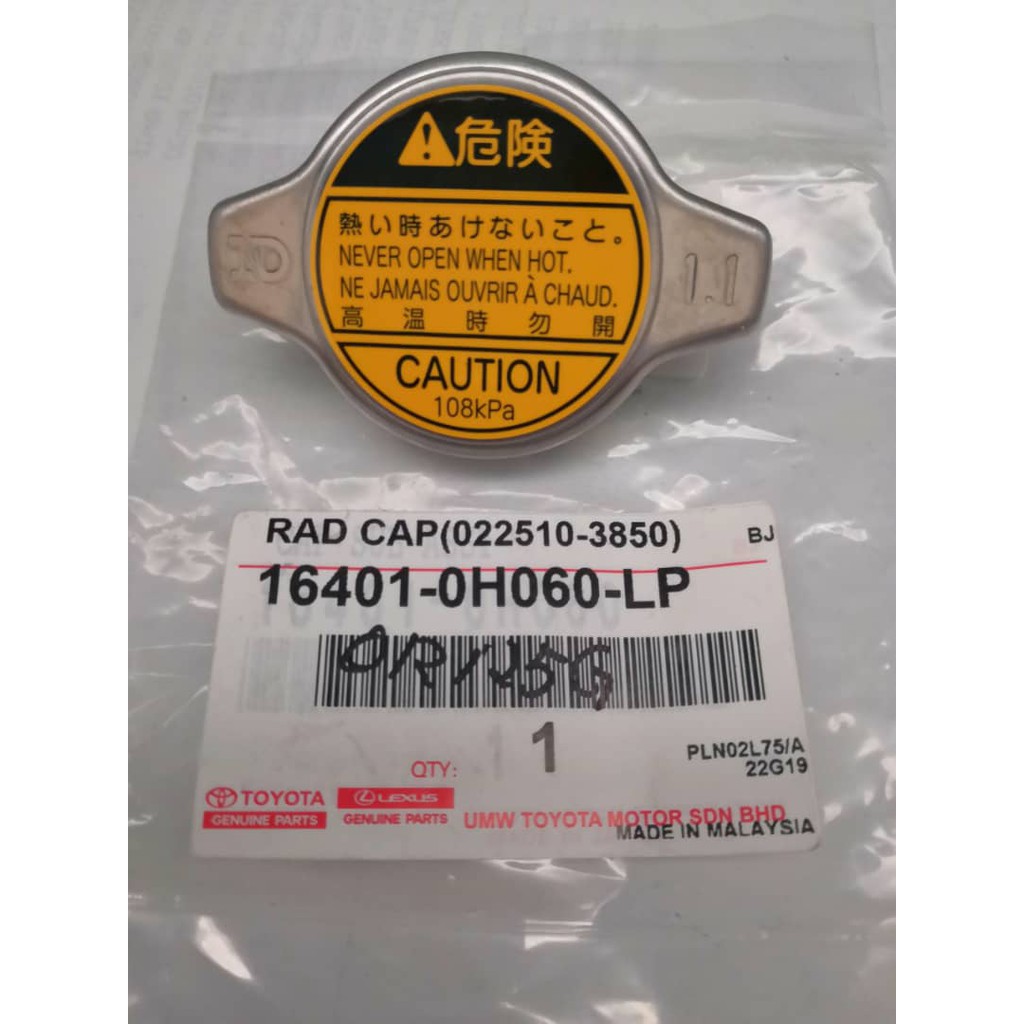 危険
熱い時あけないこと。
NEVER OPEN WHEN HOT.
NE JAMAIS OUVRIR À CHAUD.
高温時勿開
CAUTION
108kPa
1.1
RAD CAP(022510-3850)
BJ
16401-0H060-LP
1
QTY:
PLN02L75/A
22G19
TOYOTA
GENUINE PARTS
LEXUS
GENUINE PARTS
UMW TOYOTA MOTOR SDN BHD
MADE IN MALAYSIA